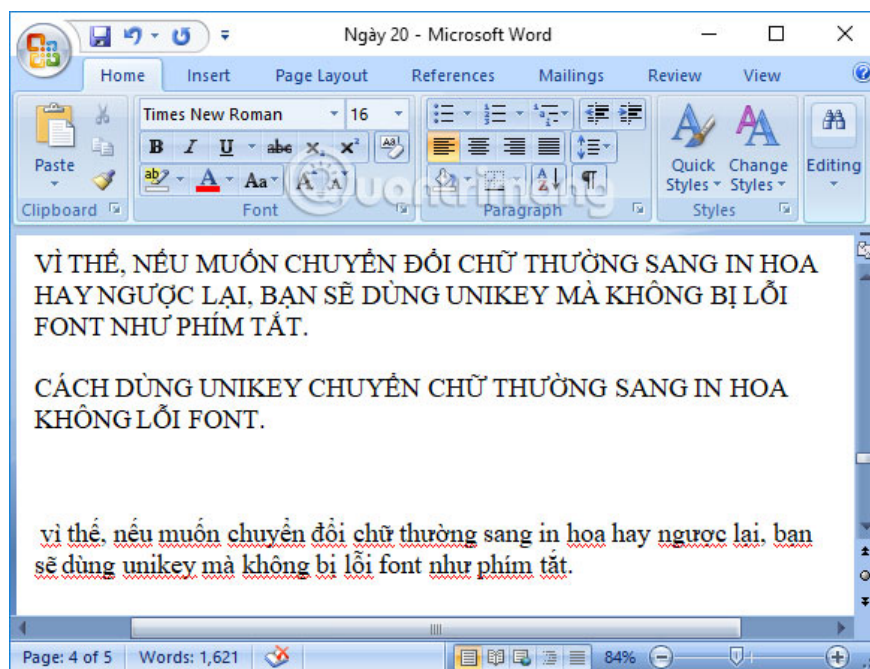 Ngày 20 - Microsoft Word
Home Insert Page Layout References Mailings Review View
Times New Roman 16
Paste
B I U abe x₂ x²
Aa
Quick Styles Change Styles Editing
Clipboard Font Paragraph Styles
Quantrimang
VÌ THẾ, NẾU MUỐN CHUYỂN ĐỔI CHỮ THƯỜNG SANG IN HOA
HAY NGƯỢC LẠI, BẠN SẼ DÙNG UNIKEY MÀ KHÔNG BỊ LỖI
FONT NHƯ PHÍM TẮT.
CÁCH DÙNG UNIKEY CHUYỂN CHỮ THƯỜNG SANG IN HOA
KHÔNG LỖI FONT.
vì thế, nếu muốn chuyển đổi chữ thường sang in hoa hay ngược lại, bạn
sẽ dùng unikey mà không bị lỗi font như phím tắt.
Page: 4 of 5 Words: 1,621 84%